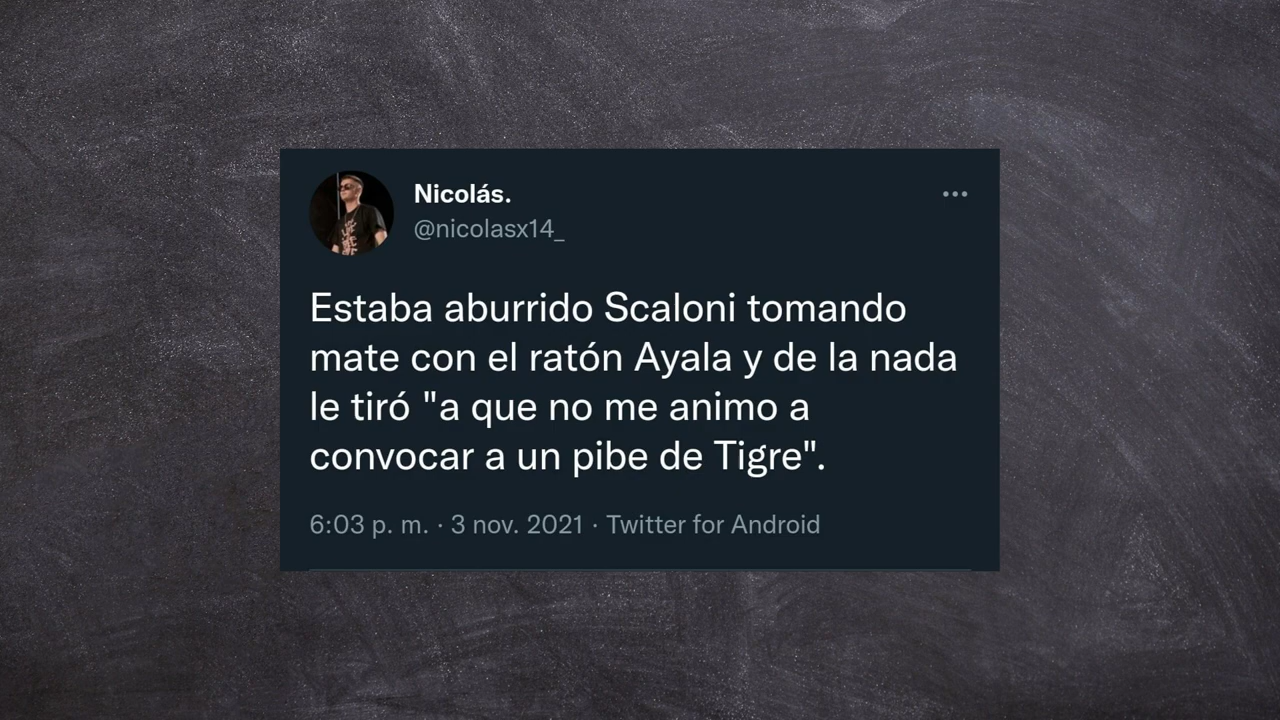 Nicolás.
@nicolasx14_
Estaba aburrido Scaloni tomando
mate con el ratón Ayala y de la nada
le tiró "a que no me animo a
convocar a un pibe de Tigre".
6:03 p. m. · 3 nov. 2021 · Twitter for Android